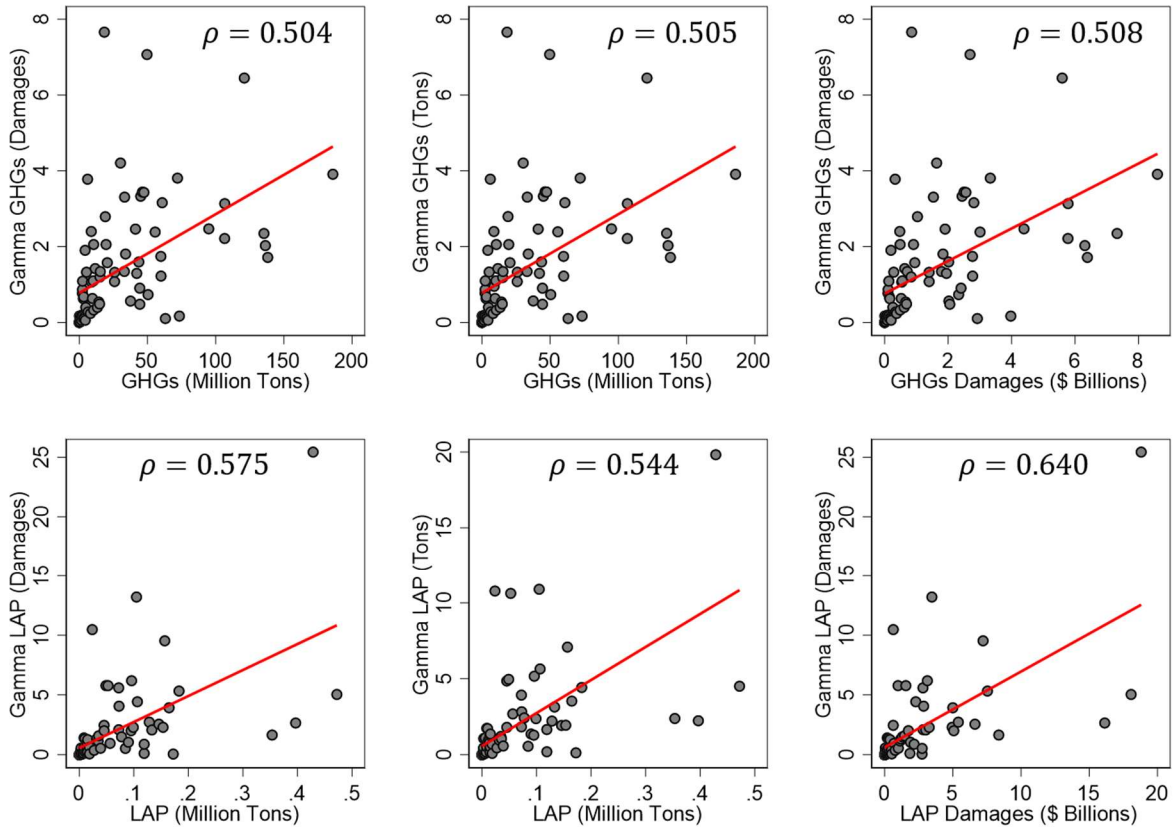 ρ = 0.504
Gamma GHGs (Damages)
0 2 4 6 8
0 50 100 150 200
GHGs (Million Tons)
ρ = 0.505
Gamma GHGs (Tons)
0 2 4 6 8
0 50 100 150 200
GHGs (Million Tons)
ρ = 0.508
Gamma GHGs (Damages)
0 2 4 6 8
0 2 4 6 8
GHGs Damages ($ Billions)
ρ = 0.575
Gamma LAP (Damages)
0 5 10 15 20 25
0 .1 .2 .3 .4 .5
LAP (Million Tons)
ρ = 0.544
Gamma LAP (Tons)
0 5 10 15 20
0 .1 .2 .3 .4 .5
LAP (Million Tons)
ρ = 0.640
Gamma LAP (Damages)
0 5 10 15 20 25
0 5 10 15 20
LAP Damages ($ Billions)